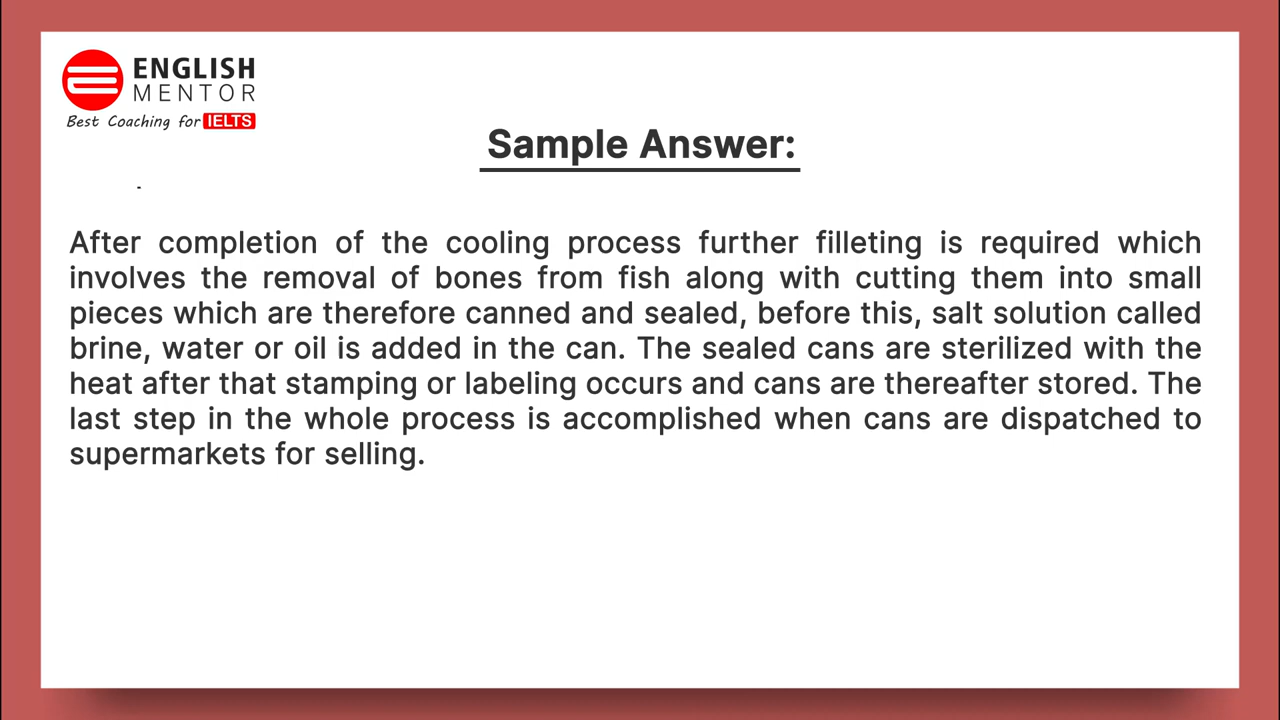 ENGLISH
MENTOR
Best Coaching for IELTS
Sample Answer:
After completion of the cooling process further filleting is required which
involves the removal of bones from fish along with cutting them into small
pieces which are therefore canned and sealed, before this, salt solution called
brine, water or oil is added in the can. The sealed cans are sterilized with the
heat after that stamping or labeling occurs and cans are thereafter stored. The
last step in the whole process is accomplished when cans are dispatched to
supermarkets for selling.